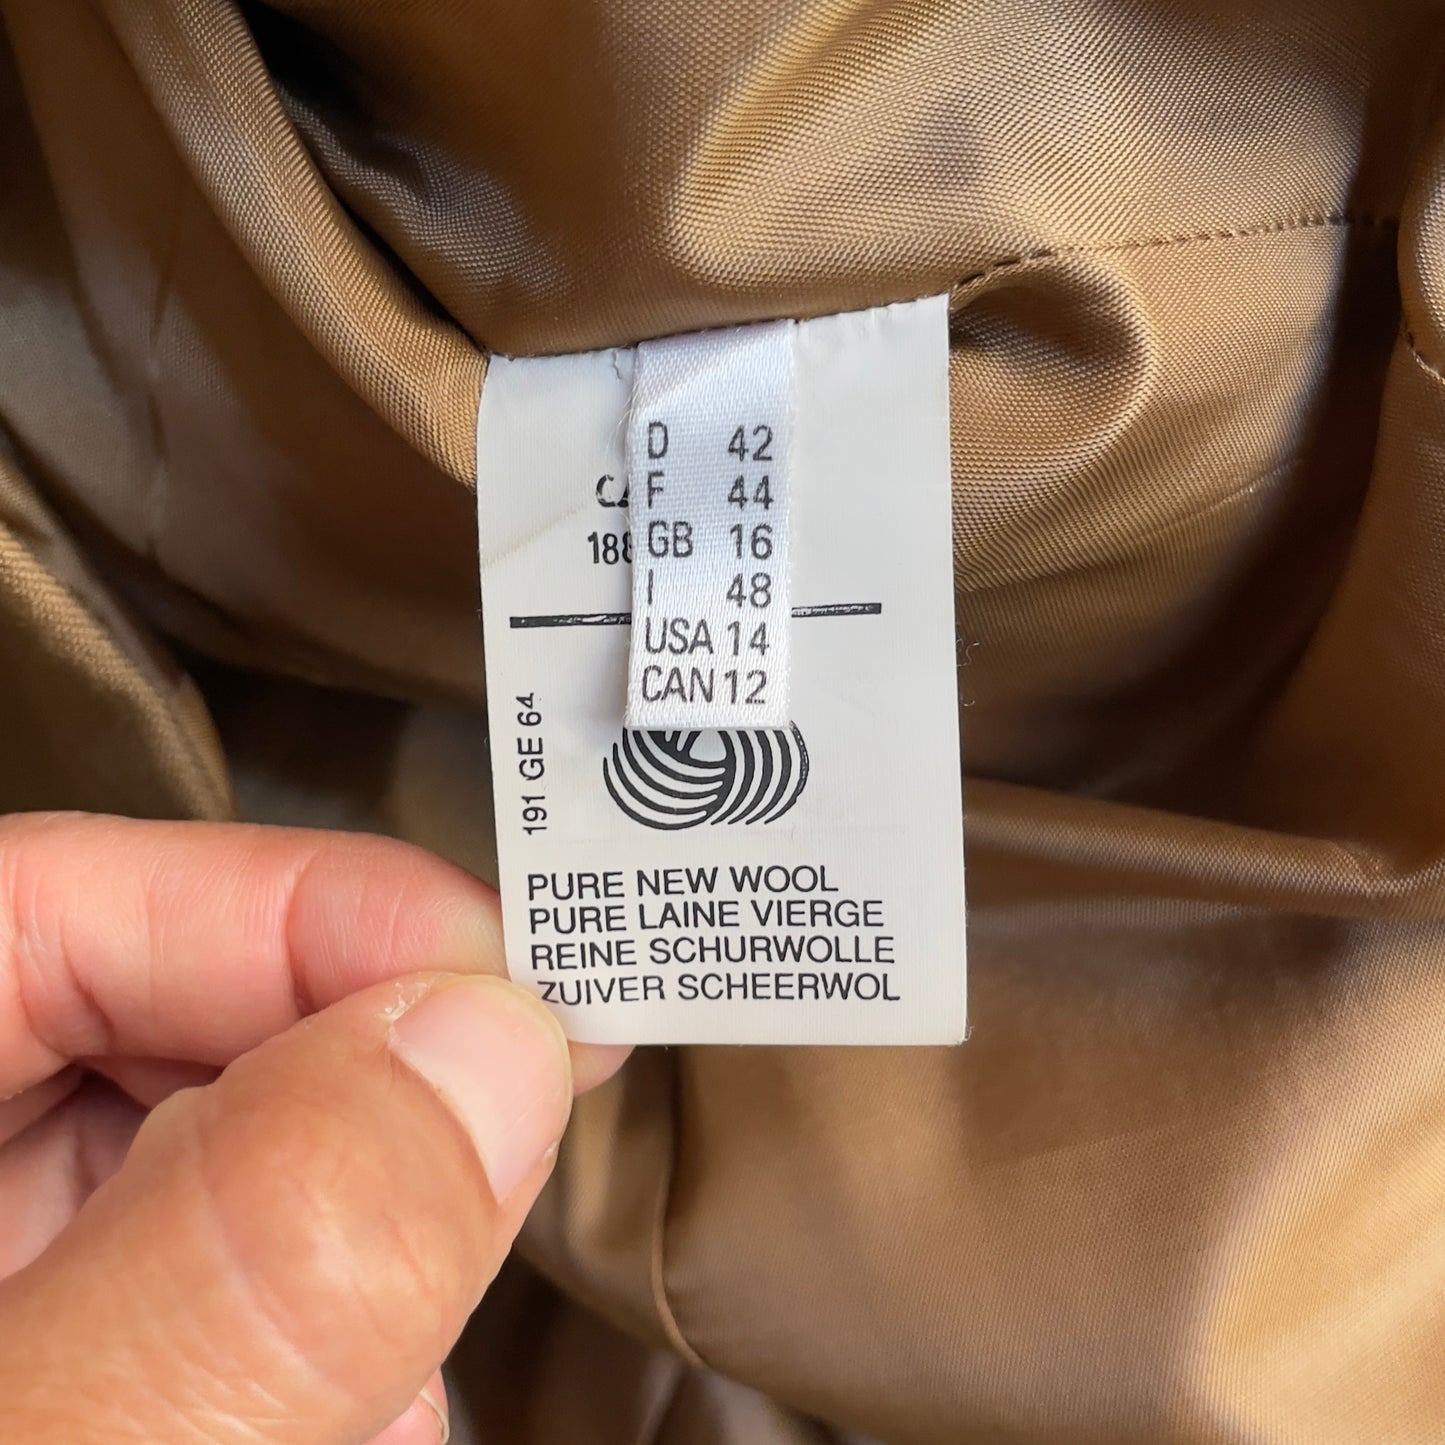 D 42
F 44
GB 16
I 48
USA 14
CAN 12
191 GE 64
PURE NEW WOOL
PURE LAINE VIERGE
REINE SCHURWOLLE
ZUIVER SCHEERWOL